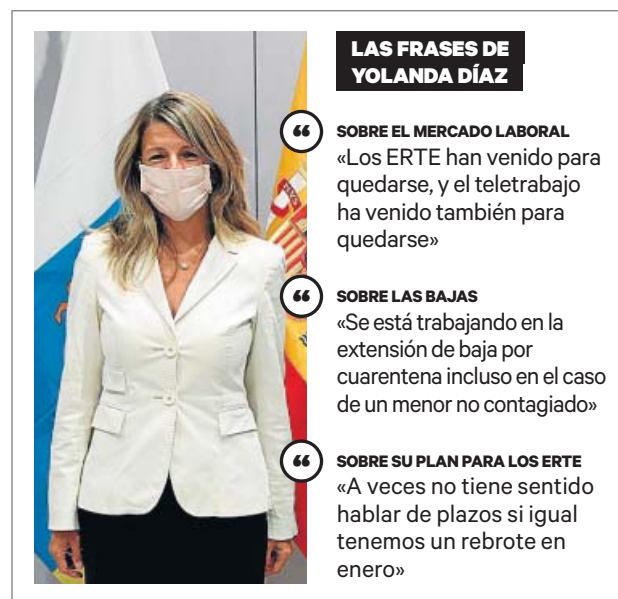 LAS FRASES DE
YOLANDA DÍAZ
“
SOBRE EL MERCADO LABORAL
«Los ERTE han venido para
quedarse, y el teletrabajo
ha venido también para
quedarse»
“
SOBRE LAS BAJAS
«Se está trabajando en la
extensión de baja por
cuarentena incluso en el caso
de un menor no contagiado»
“
SOBRE SU PLAN PARA LOS ERTE
«A veces no tiene sentido
hablar de plazos si igual
tenemos un rebrote en
enero»